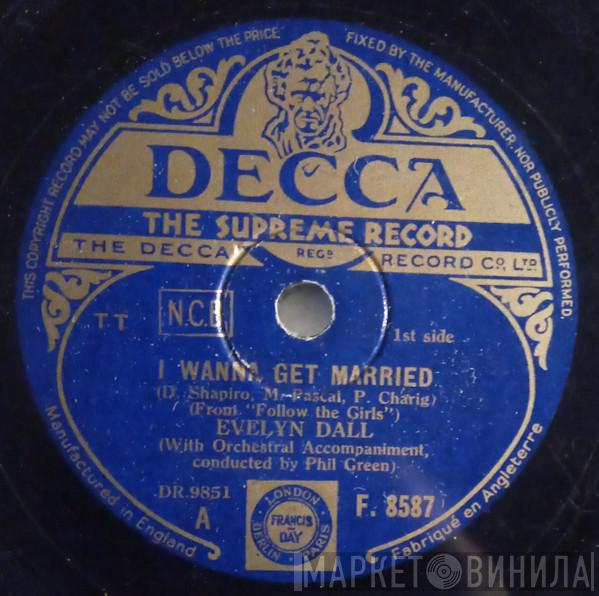 THIS COPYRIGHT RECORD MAY NOT BE SOLD BELOW THE PRICE FIXED BY THE MANUFACTURER, NOR PUBLICLY PERFORMED.
DECCA
THE SUPREME RECORD
THE DECCA REGD RECORD CO. LTD.
TT
N.C.B.
1st side
I WANNA GET MARRIED
(D. Shapiro, M. Pascal, P. Charig)
(From "Follow the Girls")
EVELYN DALL
(With Orchestral Accompaniment,
conducted by Phil Green)
DR.9851
A
F. 8587
LONDON
FRANCIS
DAY
BERLIN
PARIS
Manufactured in England
Fabriqué en Angleterre
МАРКЕТ ВИНИЛА